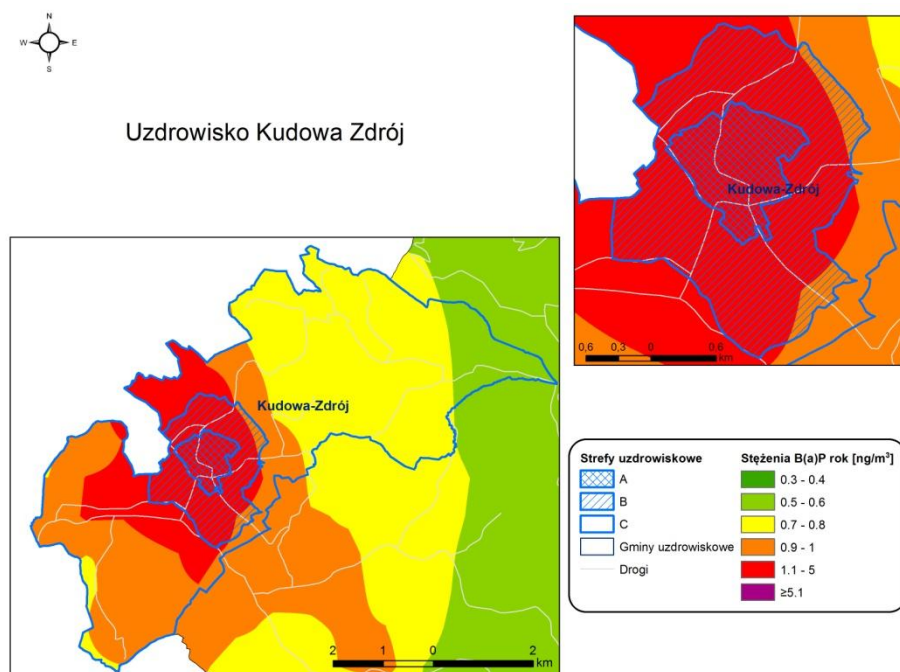 N
W E
S
Uzdrowisko Kudowa Zdrój
Kudowa-Zdrój
0,6 0,3 0 0,6
km
Kudowa-Zdrój
2 1 0 2
km
Strefy uzdrowiskowe
A
B
C
Gminy uzdrowiskowe
Drogi
Stężenia B(a)P rok [ng/m³]
0.3 - 0.4
0.5 - 0.6
0.7 - 0.8
0.9 - 1
1.1 - 5
≥5.1